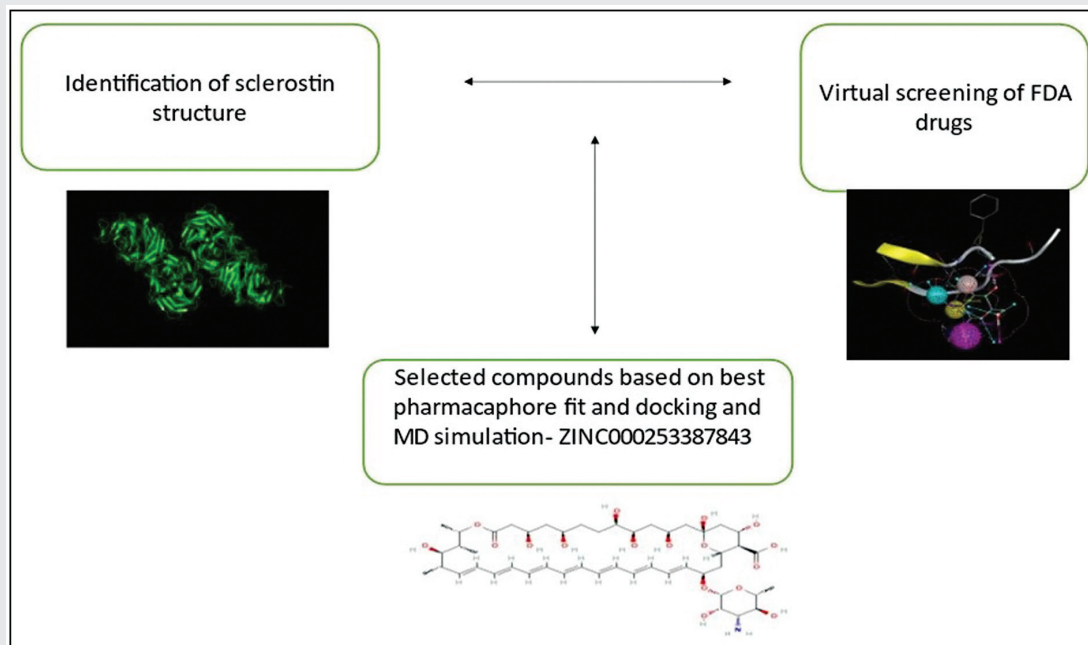 Identification of sclerostin
structure
Virtual screening of FDA
drugs
Selected compounds based on best
pharmacaphore fit and docking and
MD simulation- ZINC000253387843